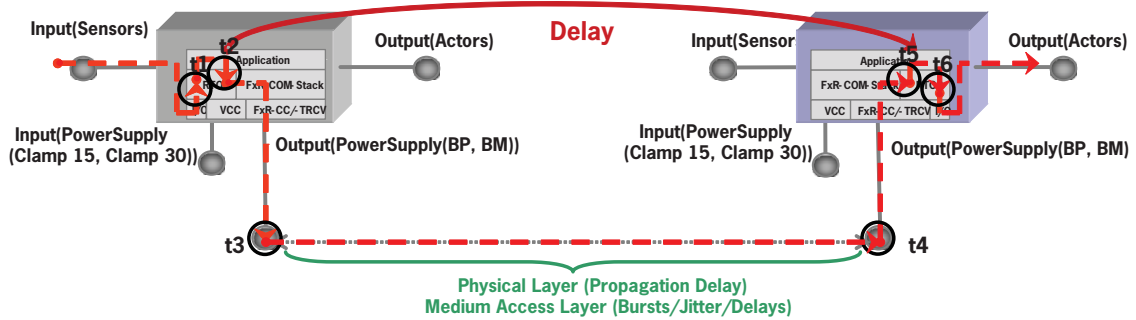 Input(Sensors)
t2
Application
t1
FxR-COM-Stack
VCC FxR-CC/-TRCV
Output(Actors)
Input(PowerSupply
(Clamp 15, Clamp 30))
Output(PowerSupply(BP, BM))
t3
Delay
Input(Sensor
t5
t6
FxR-COM-Stack
VCC FxR-CC/-TRCV I/O
Output(Actors)
Input(PowerSupply
(Clamp 15, Clamp 30))
Output(PowerSupply(BP, BM)
t4
Physical Layer (Propagation Delay)
Medium Access Layer (Bursts/Jitter/Delays)